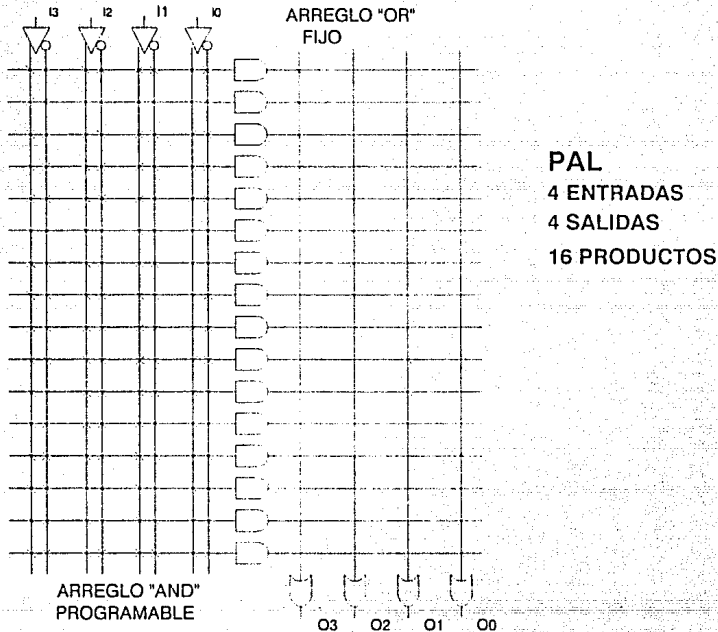 I3 I2 I1 I0
ARREGLO "OR"
FIJO
PAL
4 ENTRADAS
4 SALIDAS
16 PRODUCTOS
ARREGLO "AND"
PROGRAMABLE
O3 O2 O1 O0